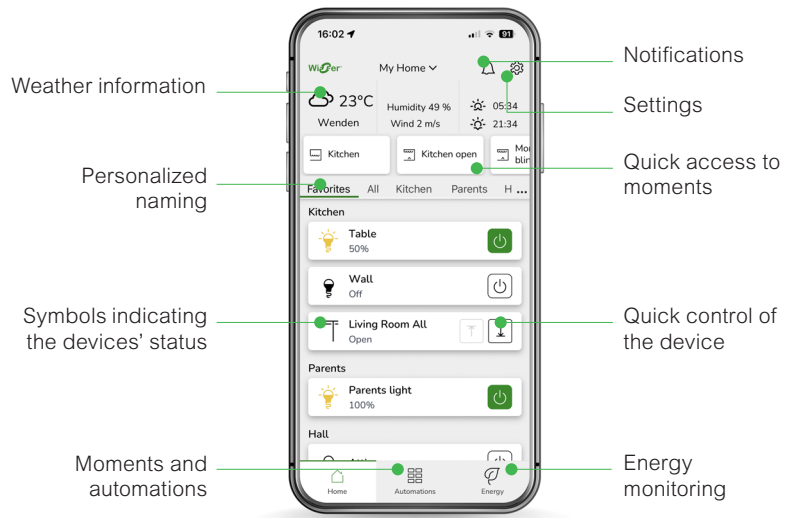 16:02
91
Wiser
My Home
Notifications
Weather information
23°C
Humidity 49 %
05:34
Settings
Wenden
Wind 2 m/s
21:34
Kitchen
Kitchen open
Mo
blin
Quick access to
moments
Personalized
naming
Favorites
All
Kitchen
Parents
H ...
Kitchen
Table
50%
Wall
Off
Symbols indicating
the devices' status
Living Room All
Open
Quick control of
the device
Parents
Parents light
100%
Hall
Moments and
automations
Home
Automations
Energy
Energy
monitoring